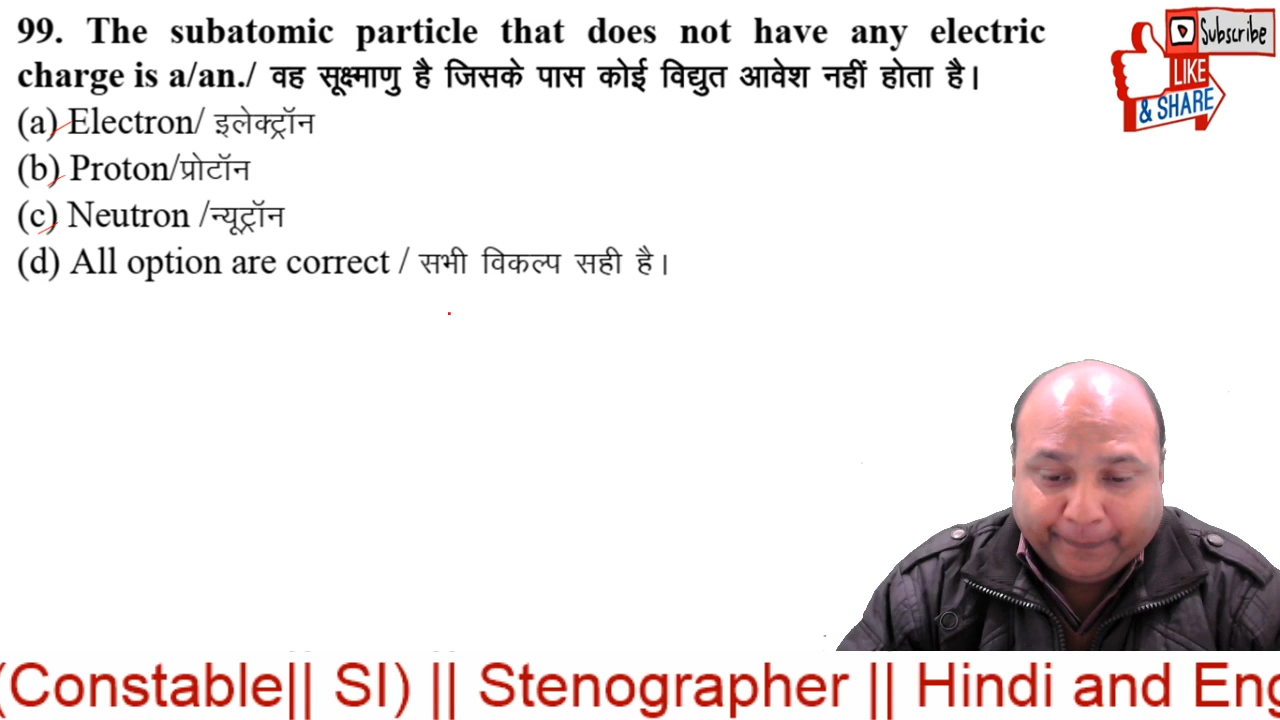 99. The subatomic particle that does not have any electric
charge is a/an./ वह सूक्ष्माणु है जिसके पास कोई विद्युत आवेश नहीं होता है।
(a) Electron/ इलेक्ट्रॉन
(b) Proton/प्रोटॉन
(c) Neutron /न्यूट्रॉन
(d) All option are correct / सभी विकल्प सही है।
Subscribe
LIKE
& SHARE
(Constable|| SI) || Stenographer || Hindi and Eng